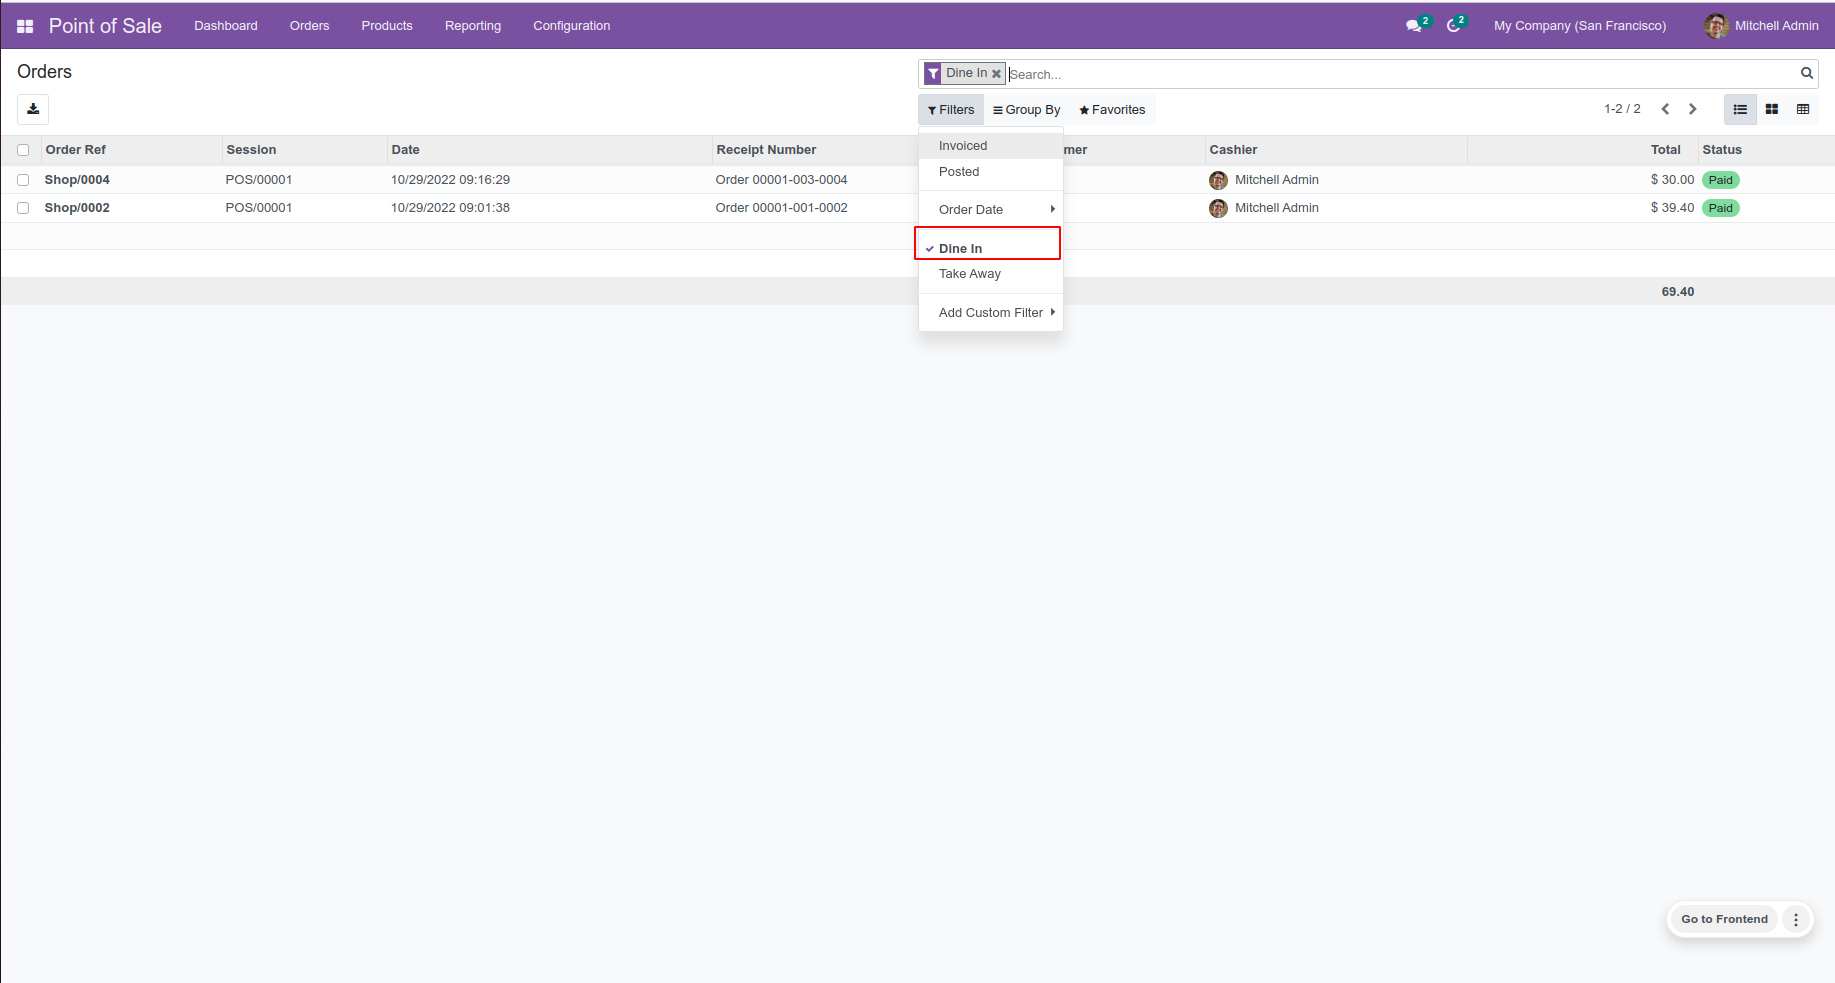 Point of Sale Dashboard Orders Products Reporting Configuration 2 2 My Company (San Francisco) Mitchell Admin
Orders
Dine In Search...
Filters Group By Favorites 1-2 / 2
Order Ref Session Date Receipt Number mer Cashier Total Status
Shop/0004 POS/00001 10/29/2022 09:16:29 Order 00001-003-0004 Mitchell Admin $ 30.00 Paid
Shop/0002 POS/00001 10/29/2022 09:01:38 Order 00001-001-0002 Mitchell Admin $ 39.40 Paid
69.40
Invoiced
Posted
Order Date
Dine In
Take Away
Add Custom Filter
Go to Frontend